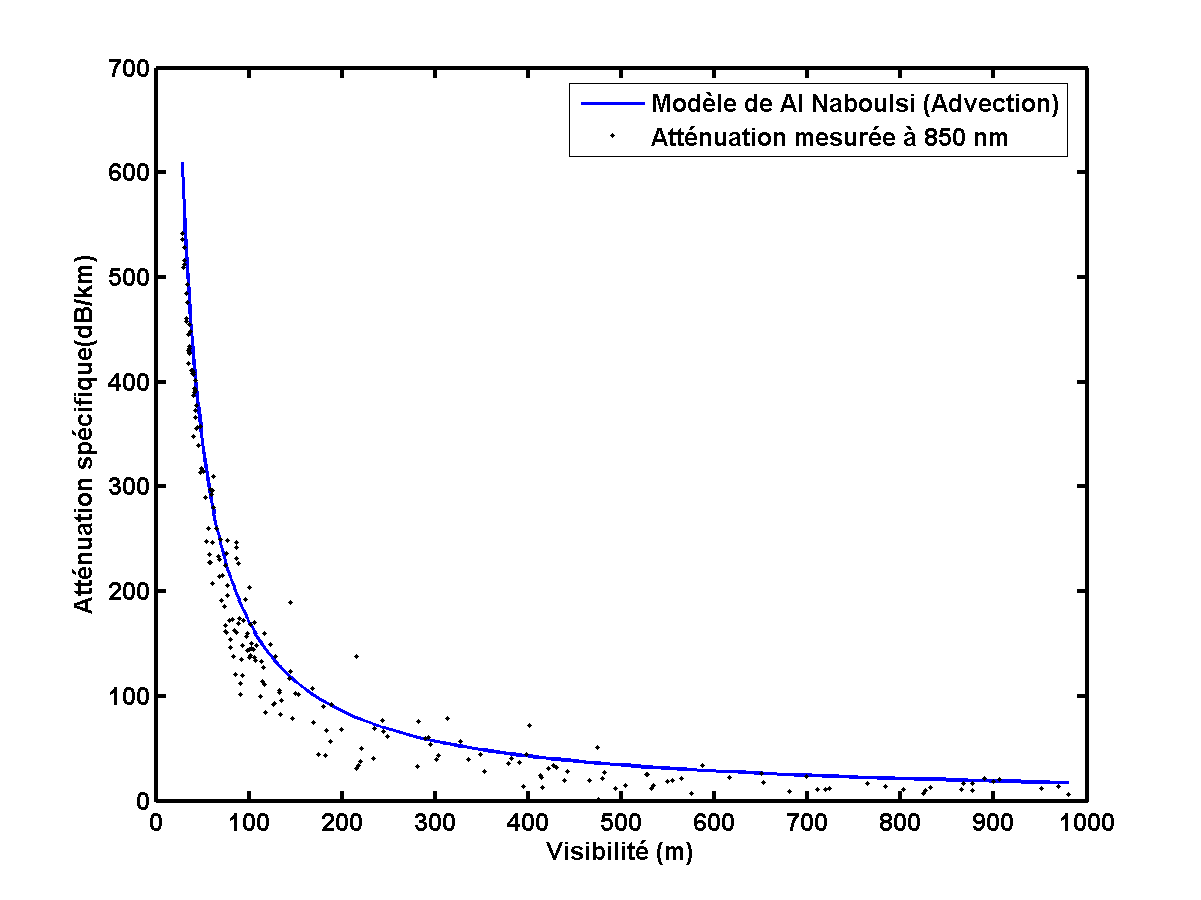 Modèle de Al Naboulsi (Advection)
Atténuation mesurée à 850 nm
700
600
500
400
300
200
100
0
Atténuation spécifique(dB/km)
0 100 200 300 400 500 600 700 800 900 1000
Visibilité (m)